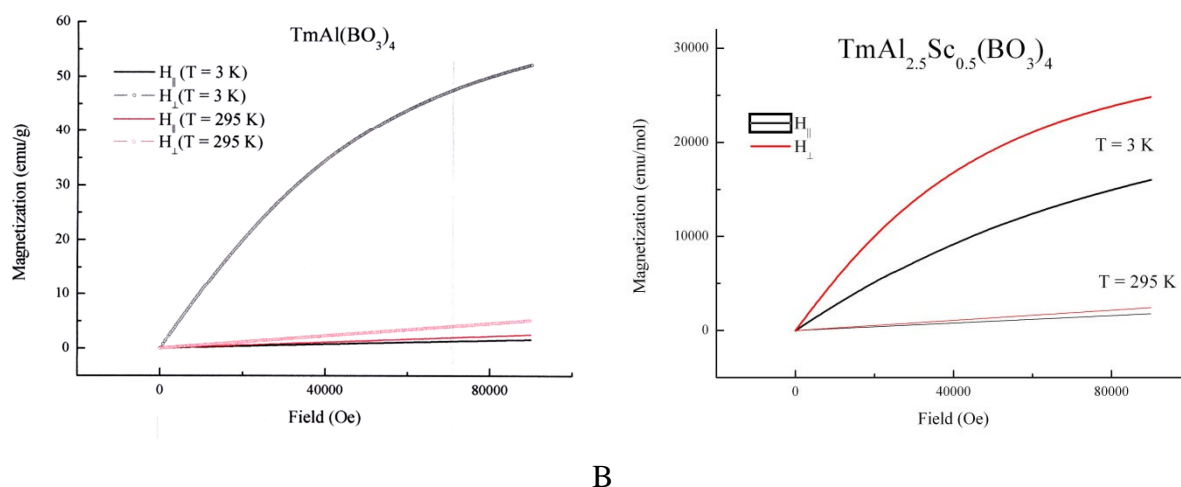 TmAl(BO₃)₄
H∥ (T = 3 K)
H⊥(T = 3 K)
H∥ (T = 295 K)
H⊥(T = 295 K)
60
50
40
30
20
10
0
Magnetization (emu/g)
0 40000 80000
Field (Oe)
TmAl₂.₅Sc₀.₅(BO₃)₄
H∥
H⊥
T = 3 K
T = 295 K
30000
20000
10000
0
Magnetization (emu/mol)
0 40000 80000
Field (Oe)
B